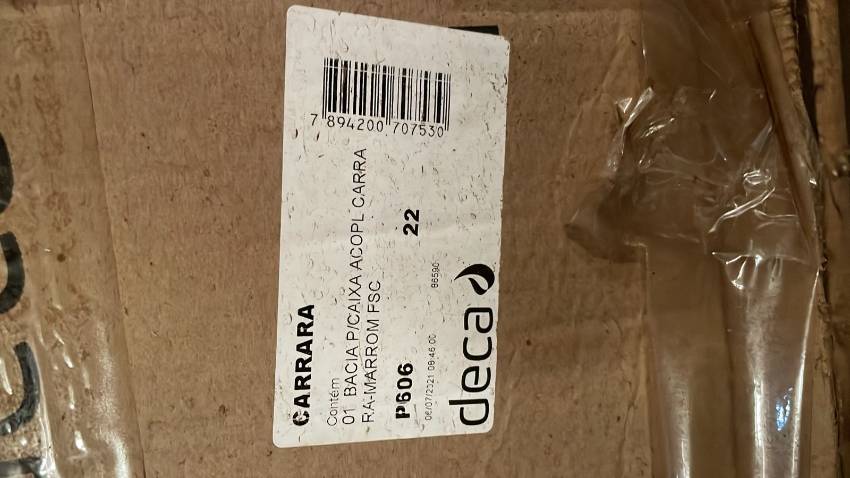 7 894200 707530
CARRARA
Contém
01 BACIA P/CAIXA ACOPL CARRA
RA-MARROM FSC
P606 22
06/07/2021 08:46:00 86590
deca